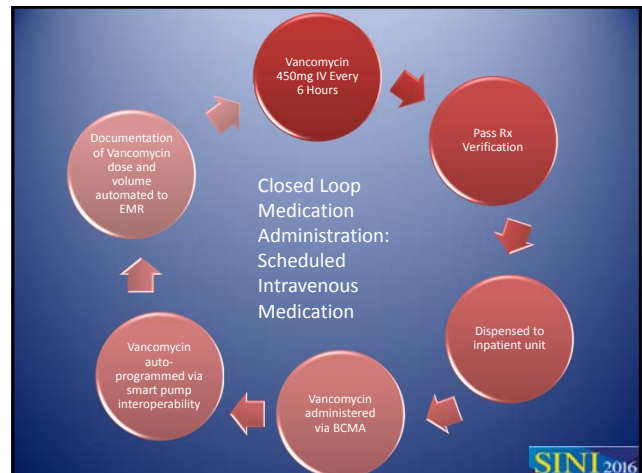 Vancomycin
450mg IV Every
6 Hours
Pass Rx
Verification
Dispensed to
inpatient unit
Vancomycin
administered
via BCMA
Vancomycin
auto-
programmed via
smart pump
interoperability
Documentation
of Vancomycin
dose and
volume
automated to
EMR
Closed Loop
Medication
Administration:
Scheduled
Intravenous
Medication
SINI 2016